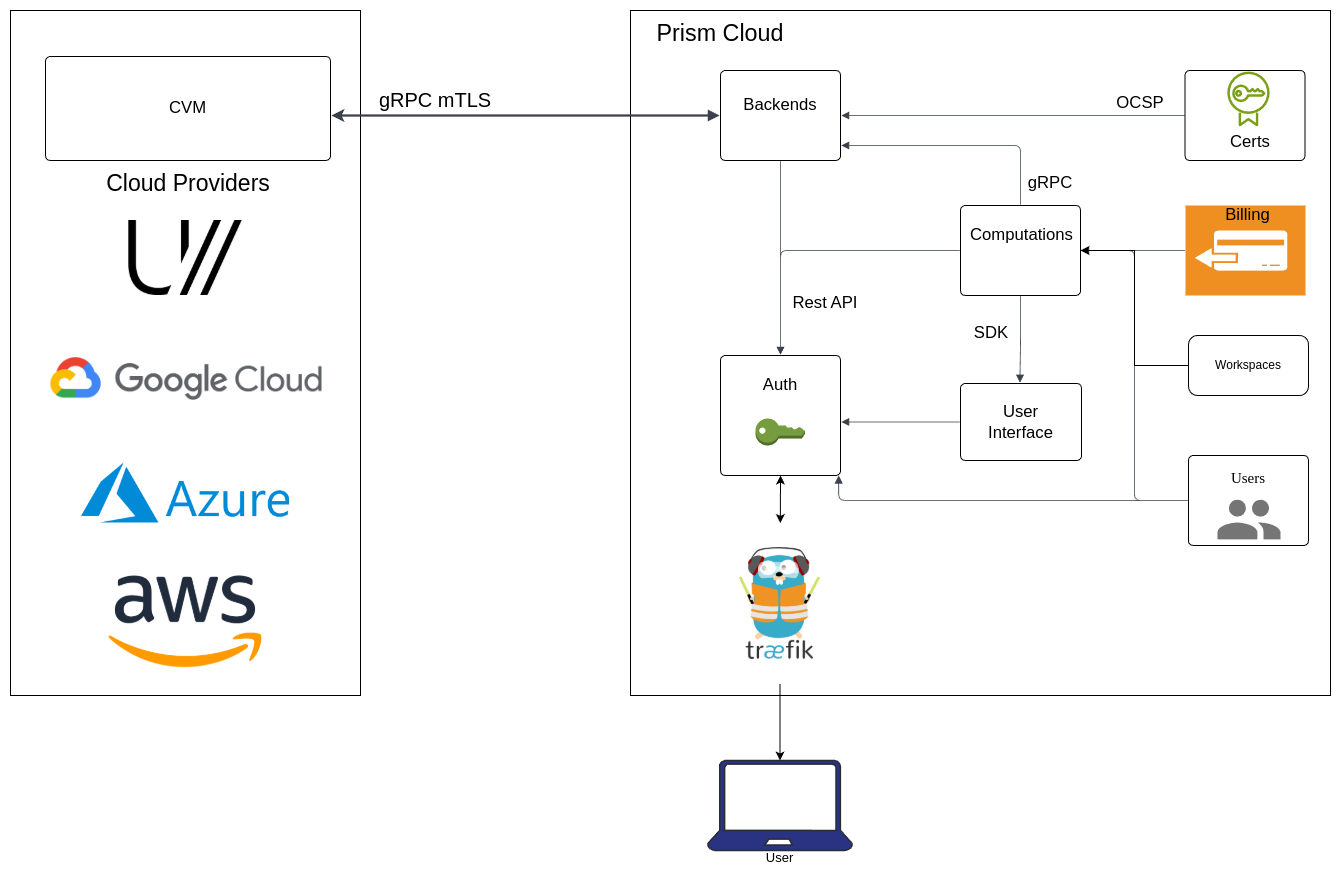 Prism Cloud
CVM
gRPC mTLS
Backends
OCSP
Certs
Cloud Providers
gRPC
Billing
Computations
Rest API
SDK
Google Cloud
Workspaces
Auth
User
Interface
Users
Azure
aws
træfik
User